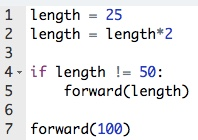 1 length = 25
2 length = length*2
3
4 if length != 50:
5     forward(length)
6
7 forward(100)